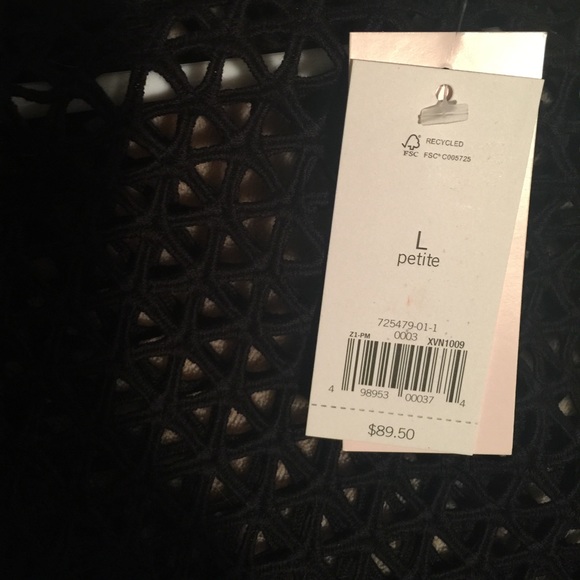 RECYCLED
FSC
FSC® C005725
L
petite
725479-01-1
Z1-PM 0003 XVN1009
4 98953 00037 4
$89.50